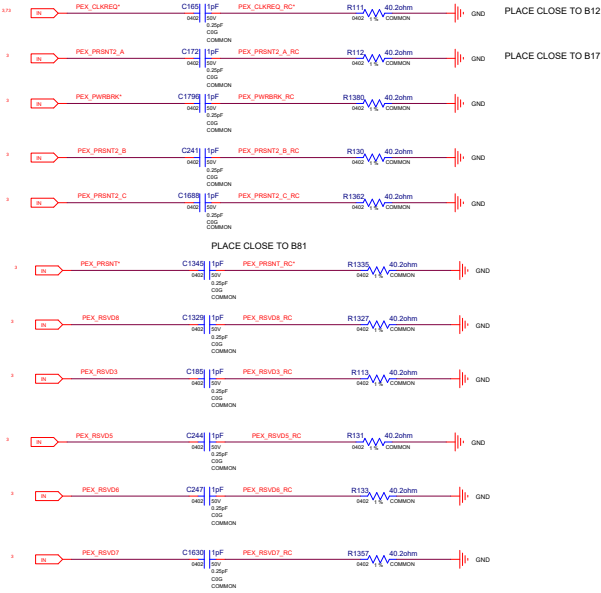 3,73 IN PEX_CLKREQ* C165 1pF PEX_CLKREQ_RC* R111 40.2ohm GND PLACE CLOSE TO B12
0402 50V 0402 1 % COMMON
0.25pF
C0G
COMMON
3 IN PEX_PRSNT2_A C172 1pF PEX_PRSNT2_A_RC R112 40.2ohm GND PLACE CLOSE TO B17
0402 50V 0402 1 % COMMON
0.25pF
C0G
COMMON
3 IN PEX_PWRBRK* C1796 1pF PEX_PWRBRK_RC R1380 40.2ohm GND
0402 50V 0402 1 % COMMON
0.25pF
C0G
COMMON
3 IN PEX_PRSNT2_B C241 1pF PEX_PRSNT2_B_RC R130 40.2ohm GND
0402 50V 0402 1 % COMMON
0.25pF
C0G
COMMON
3 IN PEX_PRSNT2_C C1688 1pF PEX_PRSNT2_C_RC R1362 40.2ohm GND
0402 50V 0402 1 % COMMON
0.25pF
C0G
COMMON
PLACE CLOSE TO B81
3 IN PEX_PRSNT* C1345 1pF PEX_PRSNT_RC* R1335 40.2ohm GND
0402 50V 0402 1 % COMMON
0.25pF
C0G
COMMON
3 IN PEX_RSVD8 C1329 1pF PEX_RSVD8_RC R1327 40.2ohm GND
0402 50V 0402 1 % COMMON
0.25pF
C0G
COMMON
3 IN PEX_RSVD3 C185 1pF PEX_RSVD3_RC R113 40.2ohm GND
0402 50V 0402 1 % COMMON
0.25pF
C0G
COMMON
3 IN PEX_RSVD5 C244 1pF PEX_RSVD5_RC R131 40.2ohm GND
0402 50V 0402 1 % COMMON
0.25pF
C0G
COMMON
3 IN PEX_RSVD6 C247 1pF PEX_RSVD6_RC R133 40.2ohm GND
0402 50V 0402 1 % COMMON
0.25pF
C0G
COMMON
3 IN PEX_RSVD7 C1630 1pF PEX_RSVD7_RC R1357 40.2ohm GND
0402 50V 0402 1 % COMMON
0.25pF
C0G
COMMON